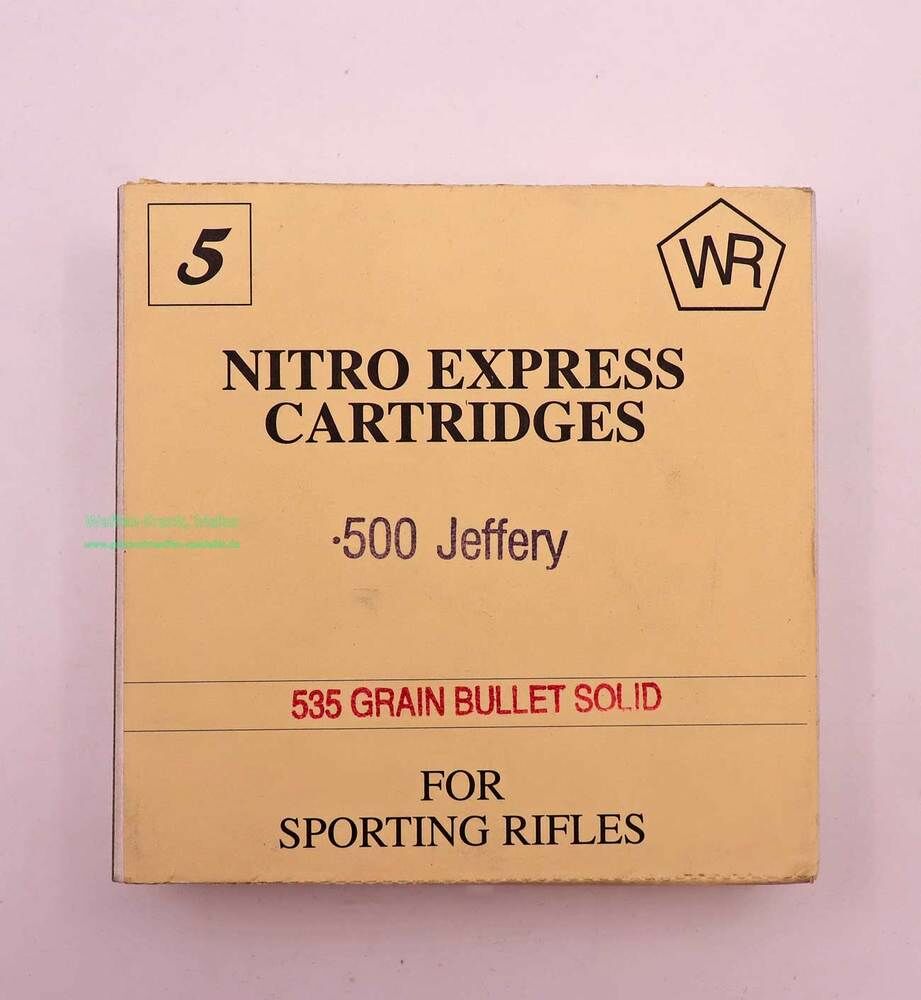 5
WR
NITRO EXPRESS
CARTRIDGES
·500 Jeffery
535 GRAIN BULLET SOLID
FOR
SPORTING RIFLES